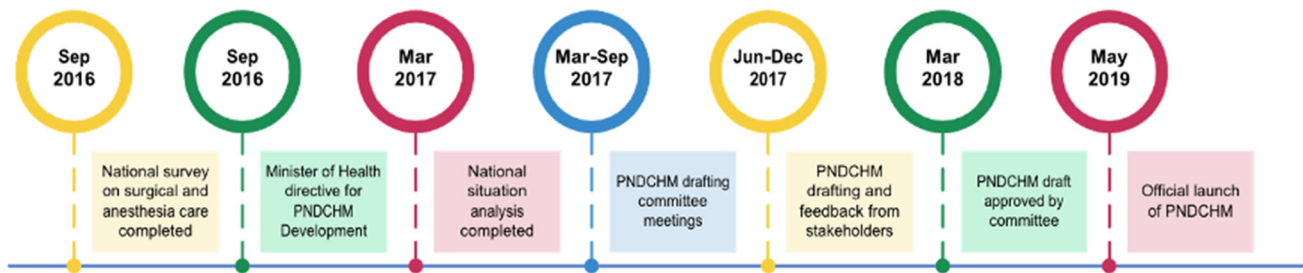 Sep
2016
Sep
2016
Mar
2017
Mar-Sep
2017
Jun-Dec
2017
Mar
2018
May
2019
National survey
on surgical and
anesthesia care
completed
Minister of Health
directive for
PNDCHM
Development
National
situation
analysis
completed
PNDCHM drafting
committee
meetings
PNDCHM
drafting and
feedback from
stakeholders
PNDCHM draft
approved by
committee
Official launch
of PNDCHM